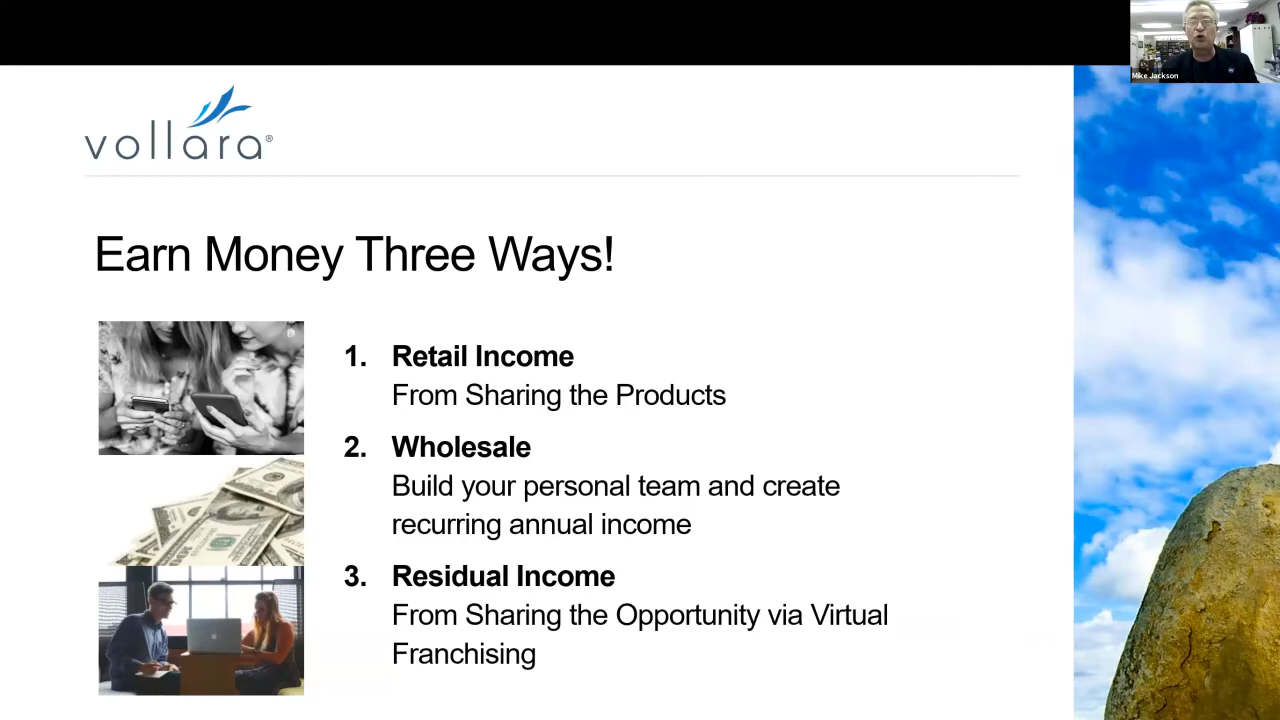 Mike Jackson
vollara®
Earn Money Three Ways!
1. Retail Income
From Sharing the Products
2. Wholesale
Build your personal team and create
recurring annual income
3. Residual Income
From Sharing the Opportunity via Virtual
Franchising